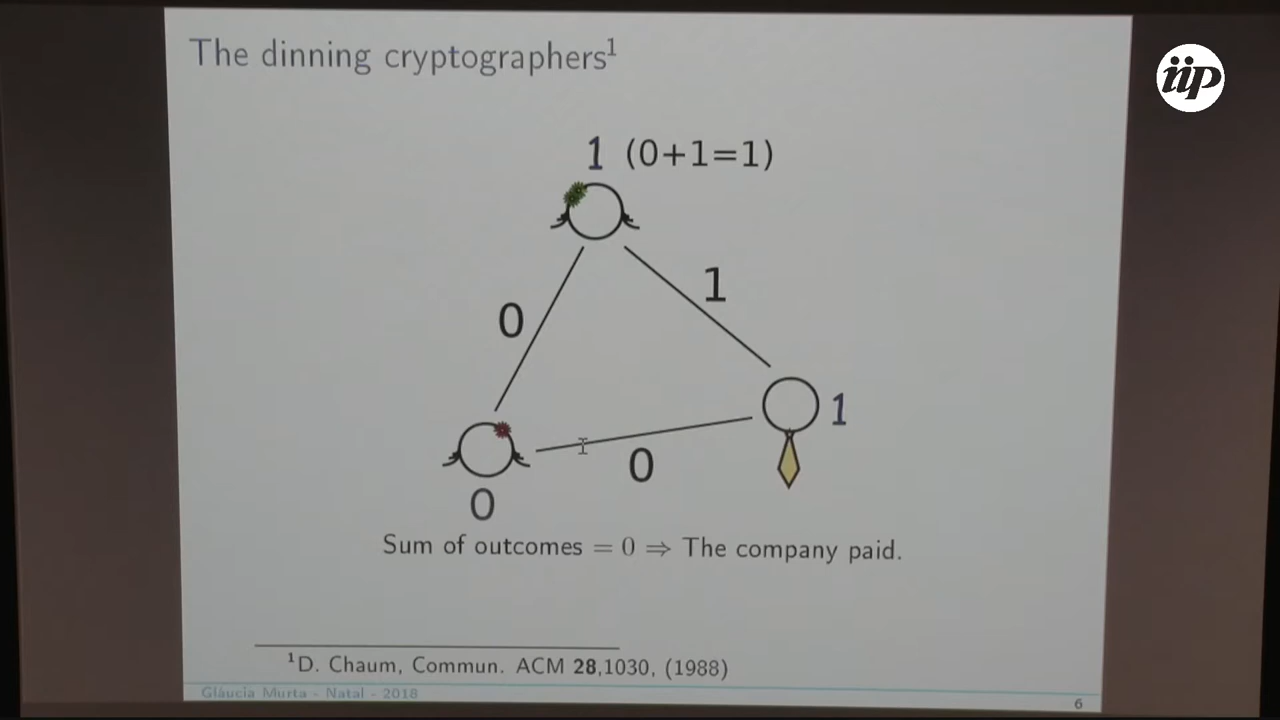 The dinning cryptographers¹
iip
1 (0+1=1)
1
0
1
0
0
Sum of outcomes = 0 ⇒ The company paid.
¹D. Chaum, Commun. ACM 28,1030, (1988)
Gláucia Murta - Natal - 2018
6